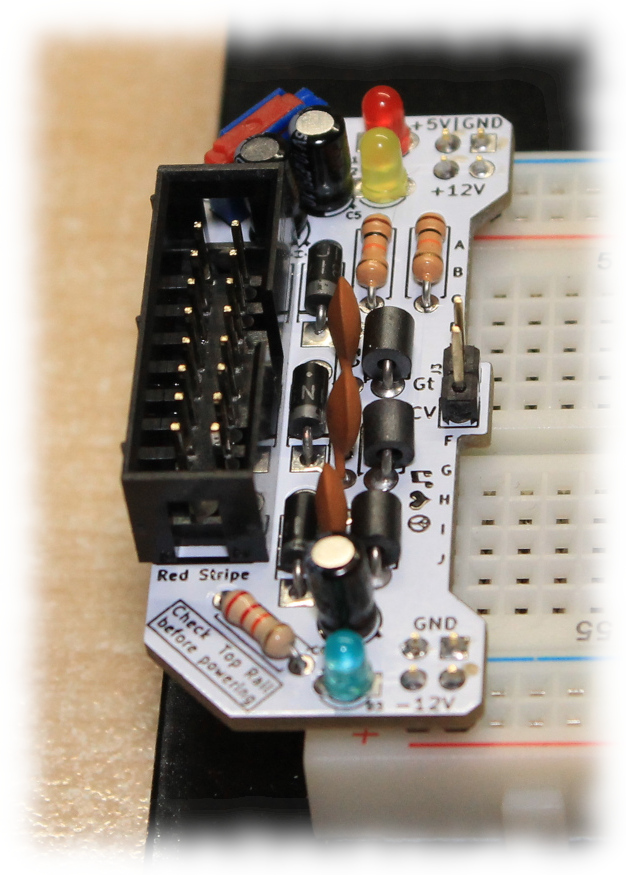 +5V|GND
+12V
C5
A
B
Gt
CV
F
G
H
I
J
N
Red Stripe
Check Top Rail
before powering
GND
-12V
55
+